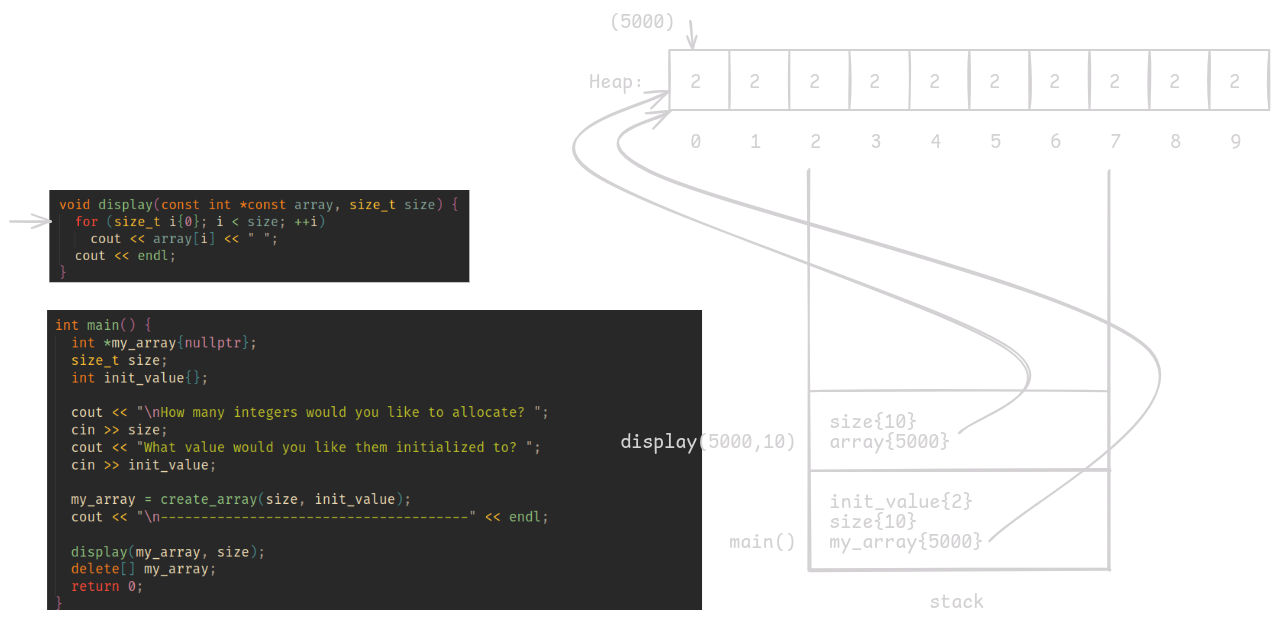 (5000)
Heap: 2 2 2 2 2 2 2 2 2 2
0 1 2 3 4 5 6 7 8 9
void display(const int *const array, size_t size) {
  for (size_t i{0}; i < size; ++i)
    cout << array[i] << " ";
  cout << endl;
}
int main() {
  int *my_array{nullptr};
  size_t size;
  int init_value{};
  cout << "\nHow many integers would you like to allocate? ";
  cin >> size;
  cout << "What value would you like them initialized to? ";
  cin >> init_value;
  my_array = create_array(size, init_value);
  cout << "\n--------------------------------------" << endl;
  display(my_array, size);
  delete[] my_array;
  return 0;
}
size{10}
display(5000,10) array{5000}
init_value{2}
size{10}
main() my_array{5000}
stack